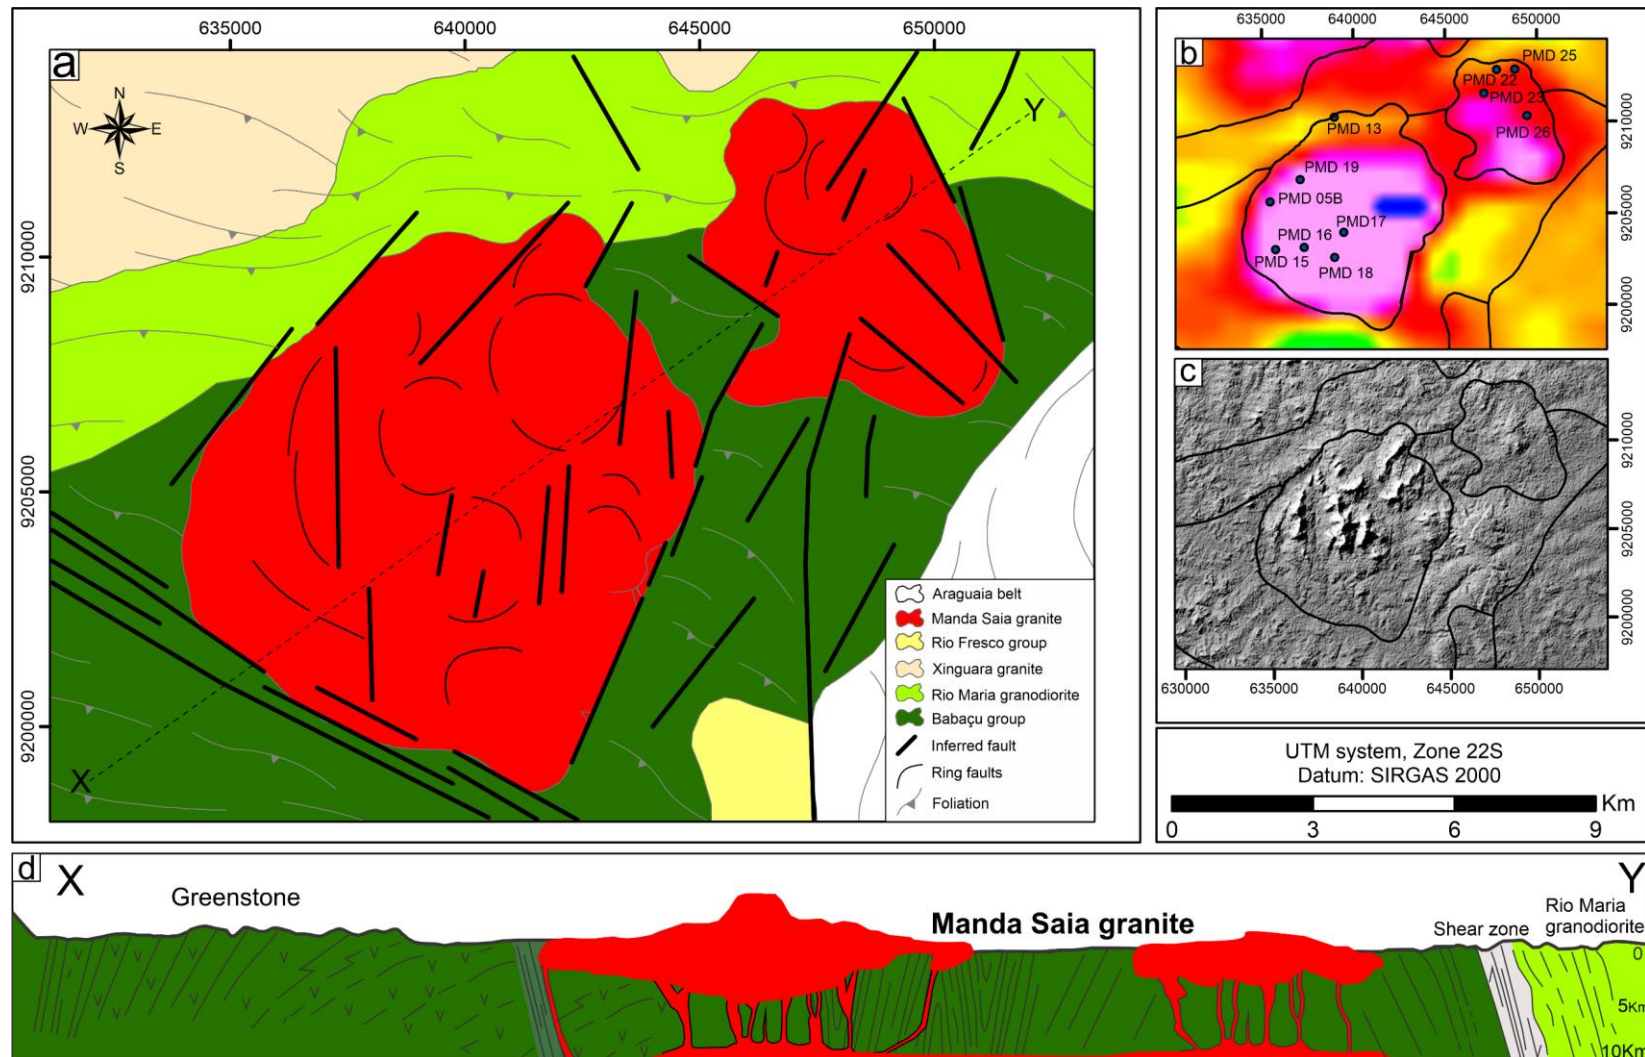 635000
640000
645000
650000
a
N
W
E
S
Y
X
9210000
9205000
9200000
Araguaia belt
Manda Saia granite
Rio Fresco group
Xinguara granite
Rio Maria granodiorite
Babaçu group
Inferred fault
Ring faults
Foliation
635000
640000
645000
650000
b
PMD 25
PMD 22
PMD 23
PMD 13
PMD 26
PMD 19
PMD 05B
PMD17
PMD 16
PMD 15
PMD 18
9210000
9205000
9200000
c
9210000
9205000
9200000
630000
635000
640000
645000
650000
UTM system, Zone 22S
Datum: SIRGAS 2000
Km
0
3
6
9
d
X
Y
Greenstone
Manda Saia granite
Shear zone
Rio Maria
granodiorite
0
5Km
10Km